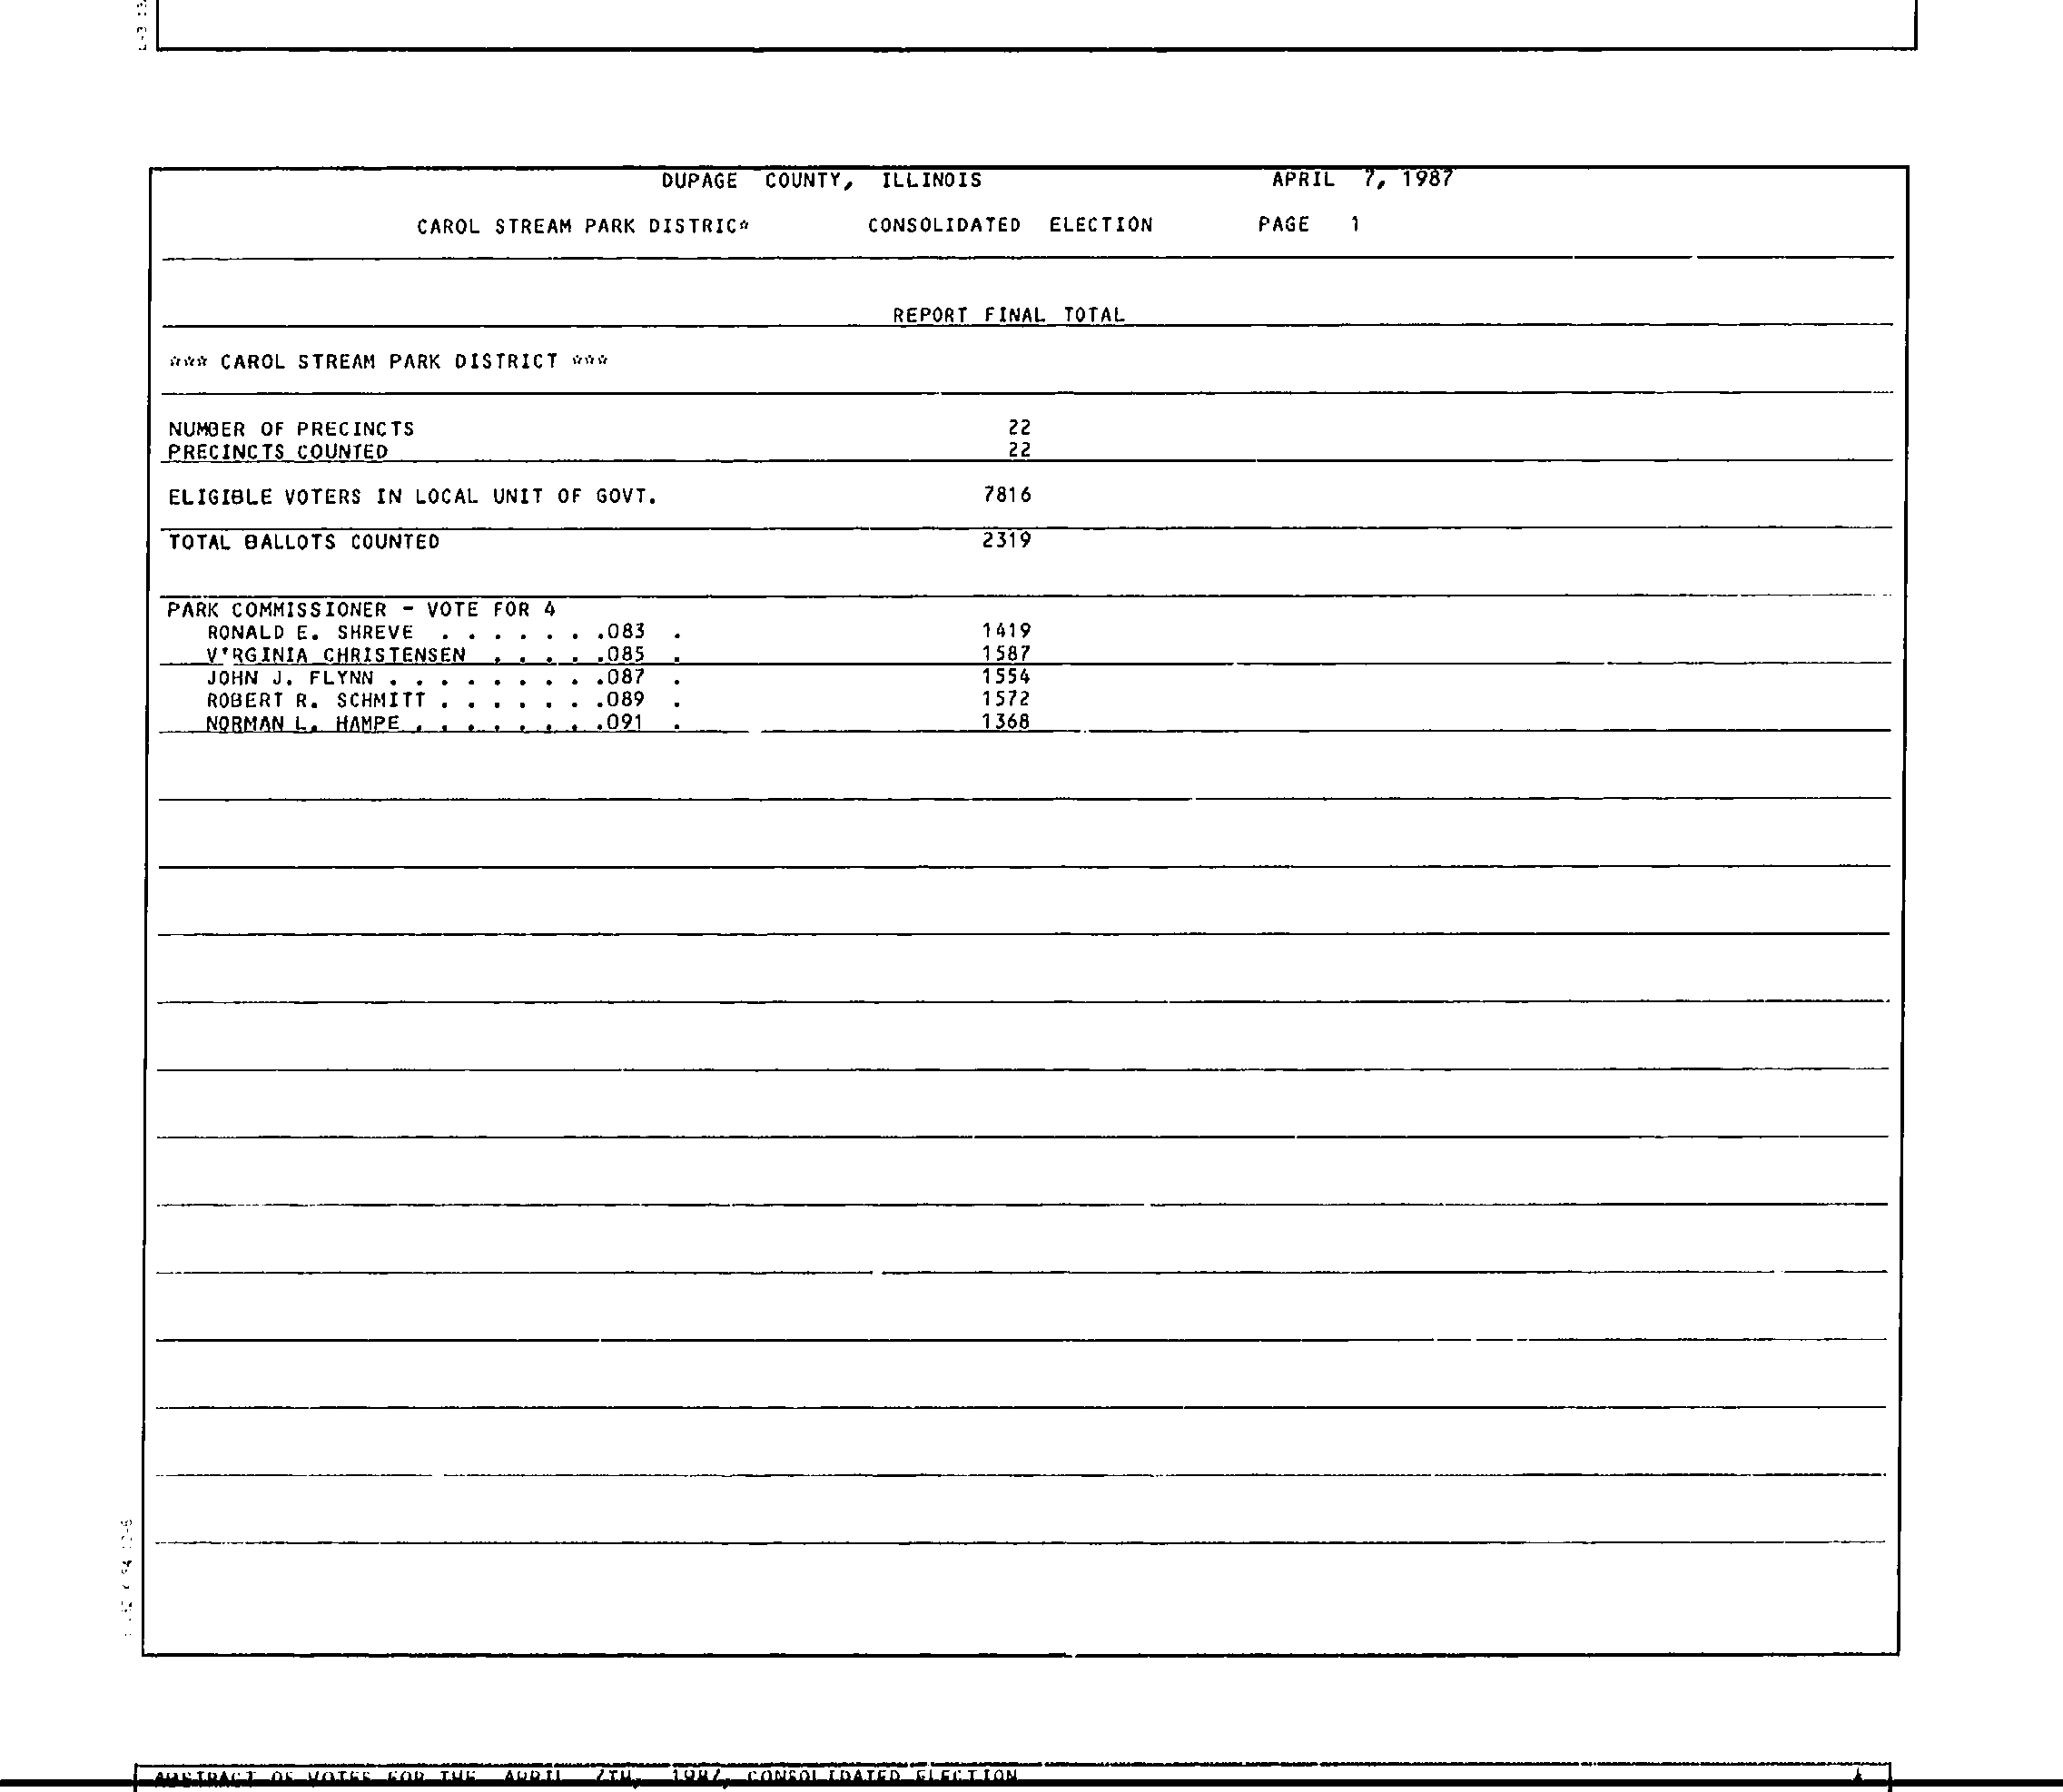 DUPAGE COUNTY, ILLINOIS APRIL 7, 1987
CAROL STREAM PARK DISTRIC* CONSOLIDATED ELECTION PAGE 1
REPORT FINAL TOTAL
*** CAROL STREAM PARK DISTRICT ***
NUMBER OF PRECINCTS 22
PRECINCTS COUNTED 22
ELIGIBLE VOTERS IN LOCAL UNIT OF GOVT. 7816
TOTAL BALLOTS COUNTED 2319
PARK COMMISSIONER - VOTE FOR 4
RONALD E. SHREVE . . . . . . .083 . 1419
V'RGINIA CHRISTENSEN . . . . .085 . 1587
JOHN J. FLYNN . . . . . . . . .087 . 1554
ROBERT R. SCHMITT . . . . . . .089 . 1572
NORMAN L. HAMPE . . . . . . . .091 . 1368
ABSTRACT OF VOTES FOR THE APRIL 7TH, 1987, CONSOLIDATED ELECTION